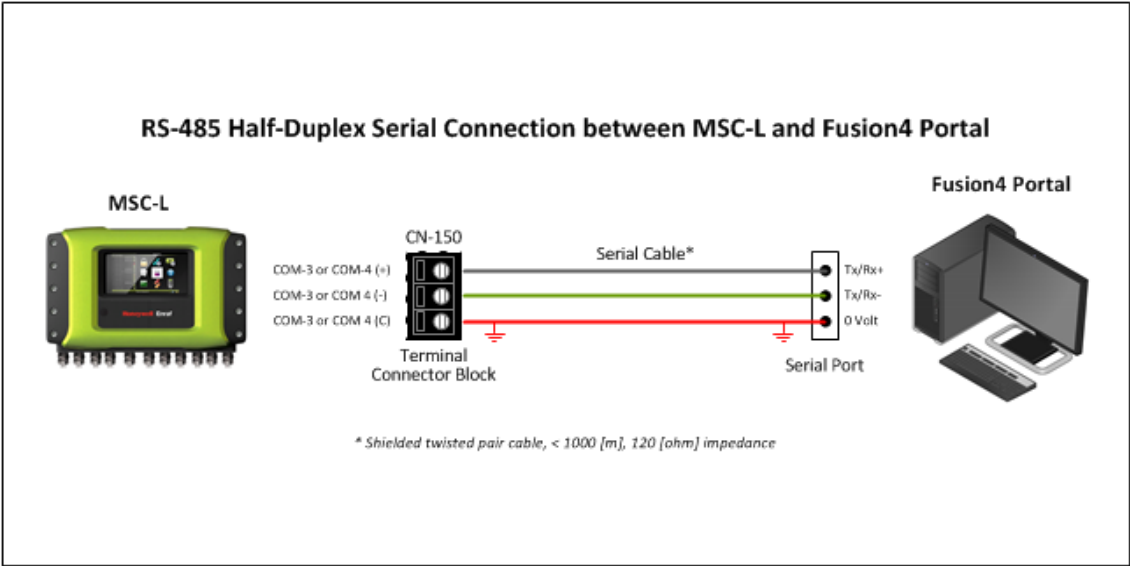 RS-485 Half-Duplex Serial Connection between MSC-L and Fusion4 Portal
Fusion4 Portal
MSC-L
CN-150
Serial Cable*
COM-3 or COM-4 (+)
Tx/Rx+
COM-3 or COM 4 (-)
Tx/Rx-
COM-3 or COM 4 (C)
0 Volt
Honeywell Enraf
Terminal
Connector Block
Serial Port
* Shielded twisted pair cable, < 1000 [m], 120 [ohm] impedance